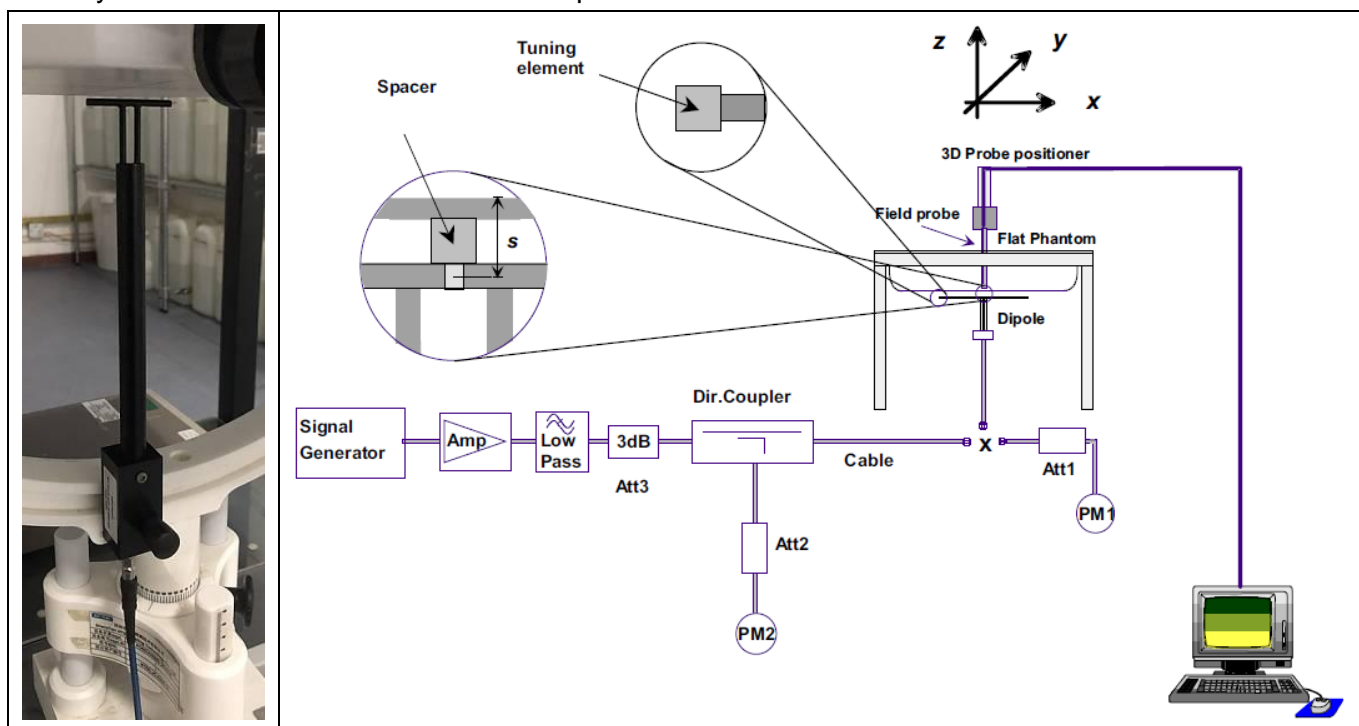 Tuning
element
Spacer
s
z
y
x
3D Probe positioner
Field probe
Flat Phantom
Dipole
Dir.Coupler
Signal
Generator
Amp
Low
Pass
3dB
Att3
Cable
x
Att1
PM1
Att2
PM2